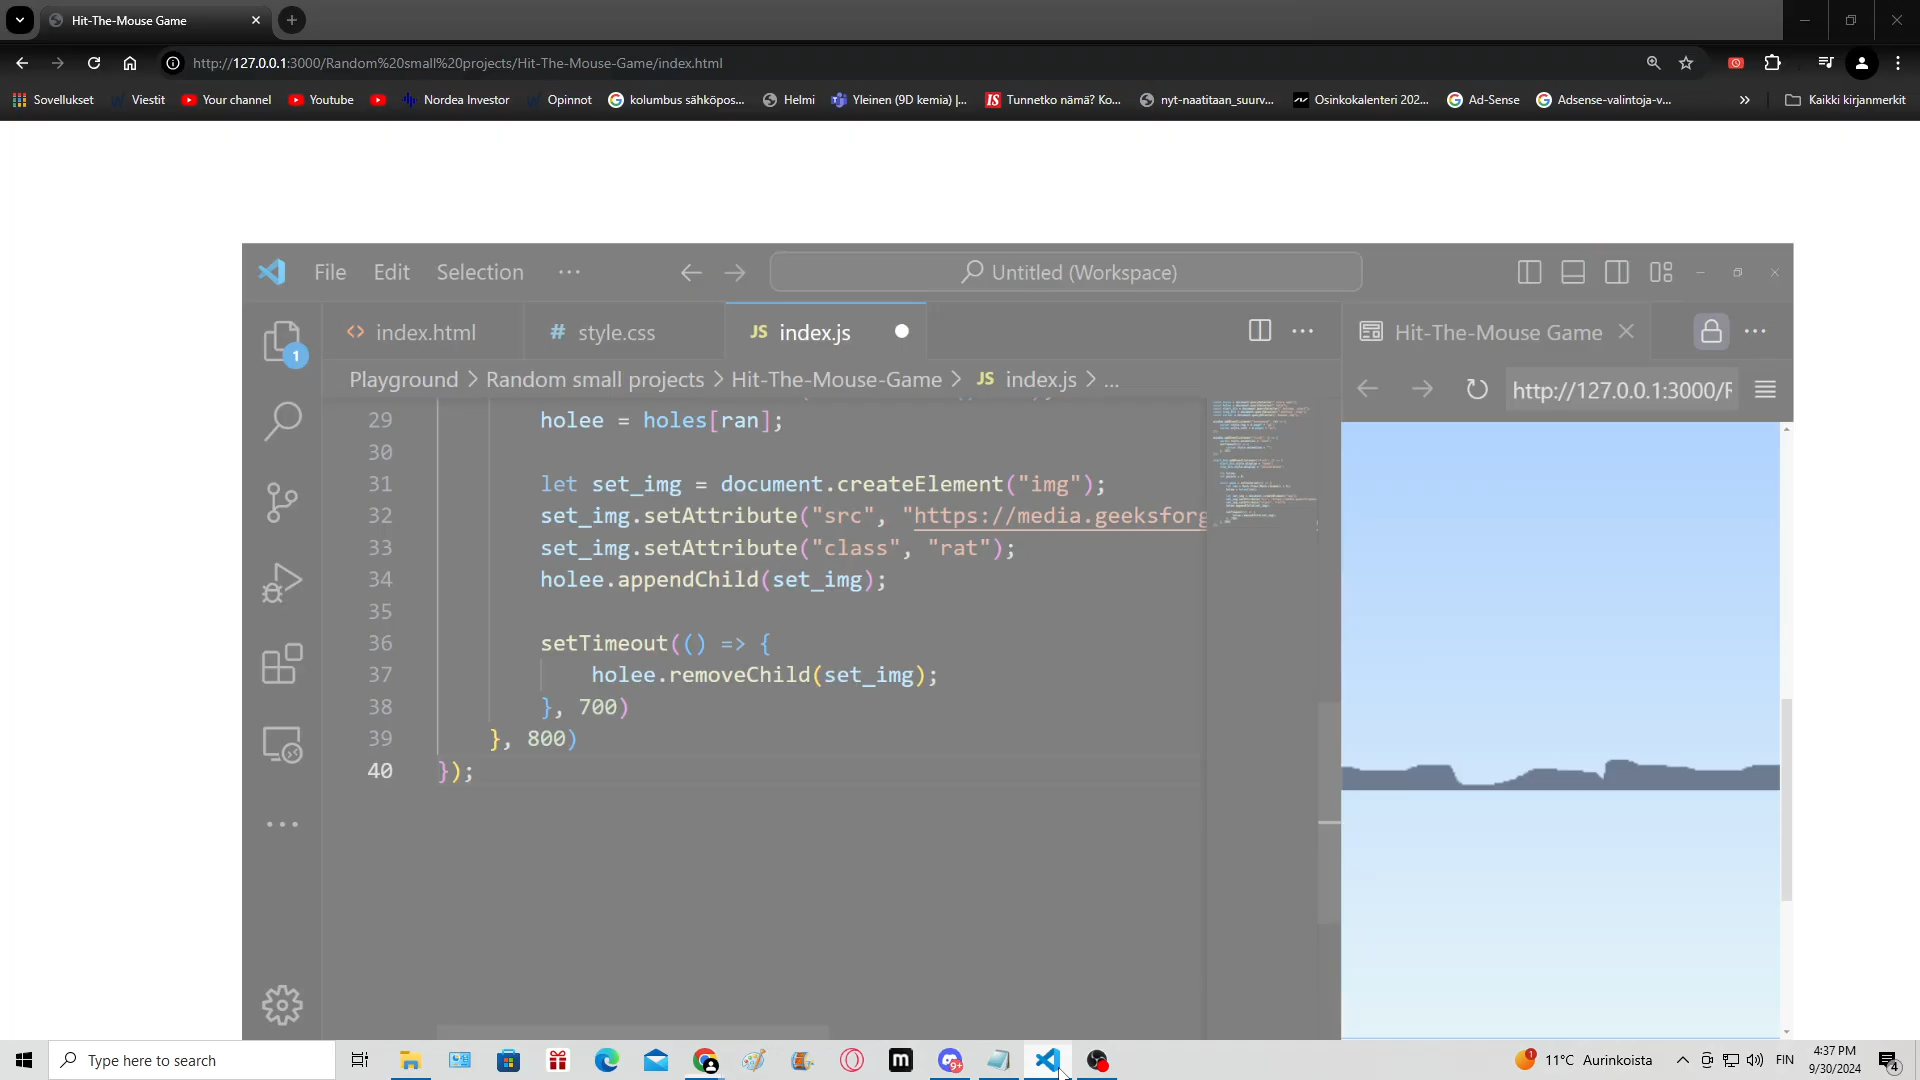 Hit-The-Mouse Game
http://127.0.0.1:3000/Random%20small%20projects/Hit-The-Mouse-Game/index.html
Sovellukset
Viestit
Your channel
Youtube
Nordea Investor
Opinnot
kolumbus sähköpos...
Helmi
Yleinen (9D kemia) |...
Tunnetko nämä? Ko...
nyt-naatitaan_suurv...
Osinkokalenteri 202...
Ad-Sense
Adsense-valintoja-v...
Kaikki kirjanmerkit
File Edit Selection ...
Untitled (Workspace)
index.html
# style.css
JS index.js
Hit-The-Mouse Game
Playground > Random small projects > Hit-The-Mouse-Game > JS index.js > ...
http://127.0.0.1:3000/R
1
29 holee = holes[ran];
30
31 let set_img = document.createElement("img");
32 set_img.setAttribute("src", "https://media.geeksforg
33 set_img.setAttribute("class", "rat");
34 holee.appendChild(set_img);
35
36 setTimeout(() => {
37 holee.removeChild(set_img);
38 }, 700)
39 }, 800)
40 });
Type here to search
m
9+
1
11°C Aurinkoista
FIN
4:37 PM
9/30/2024
4